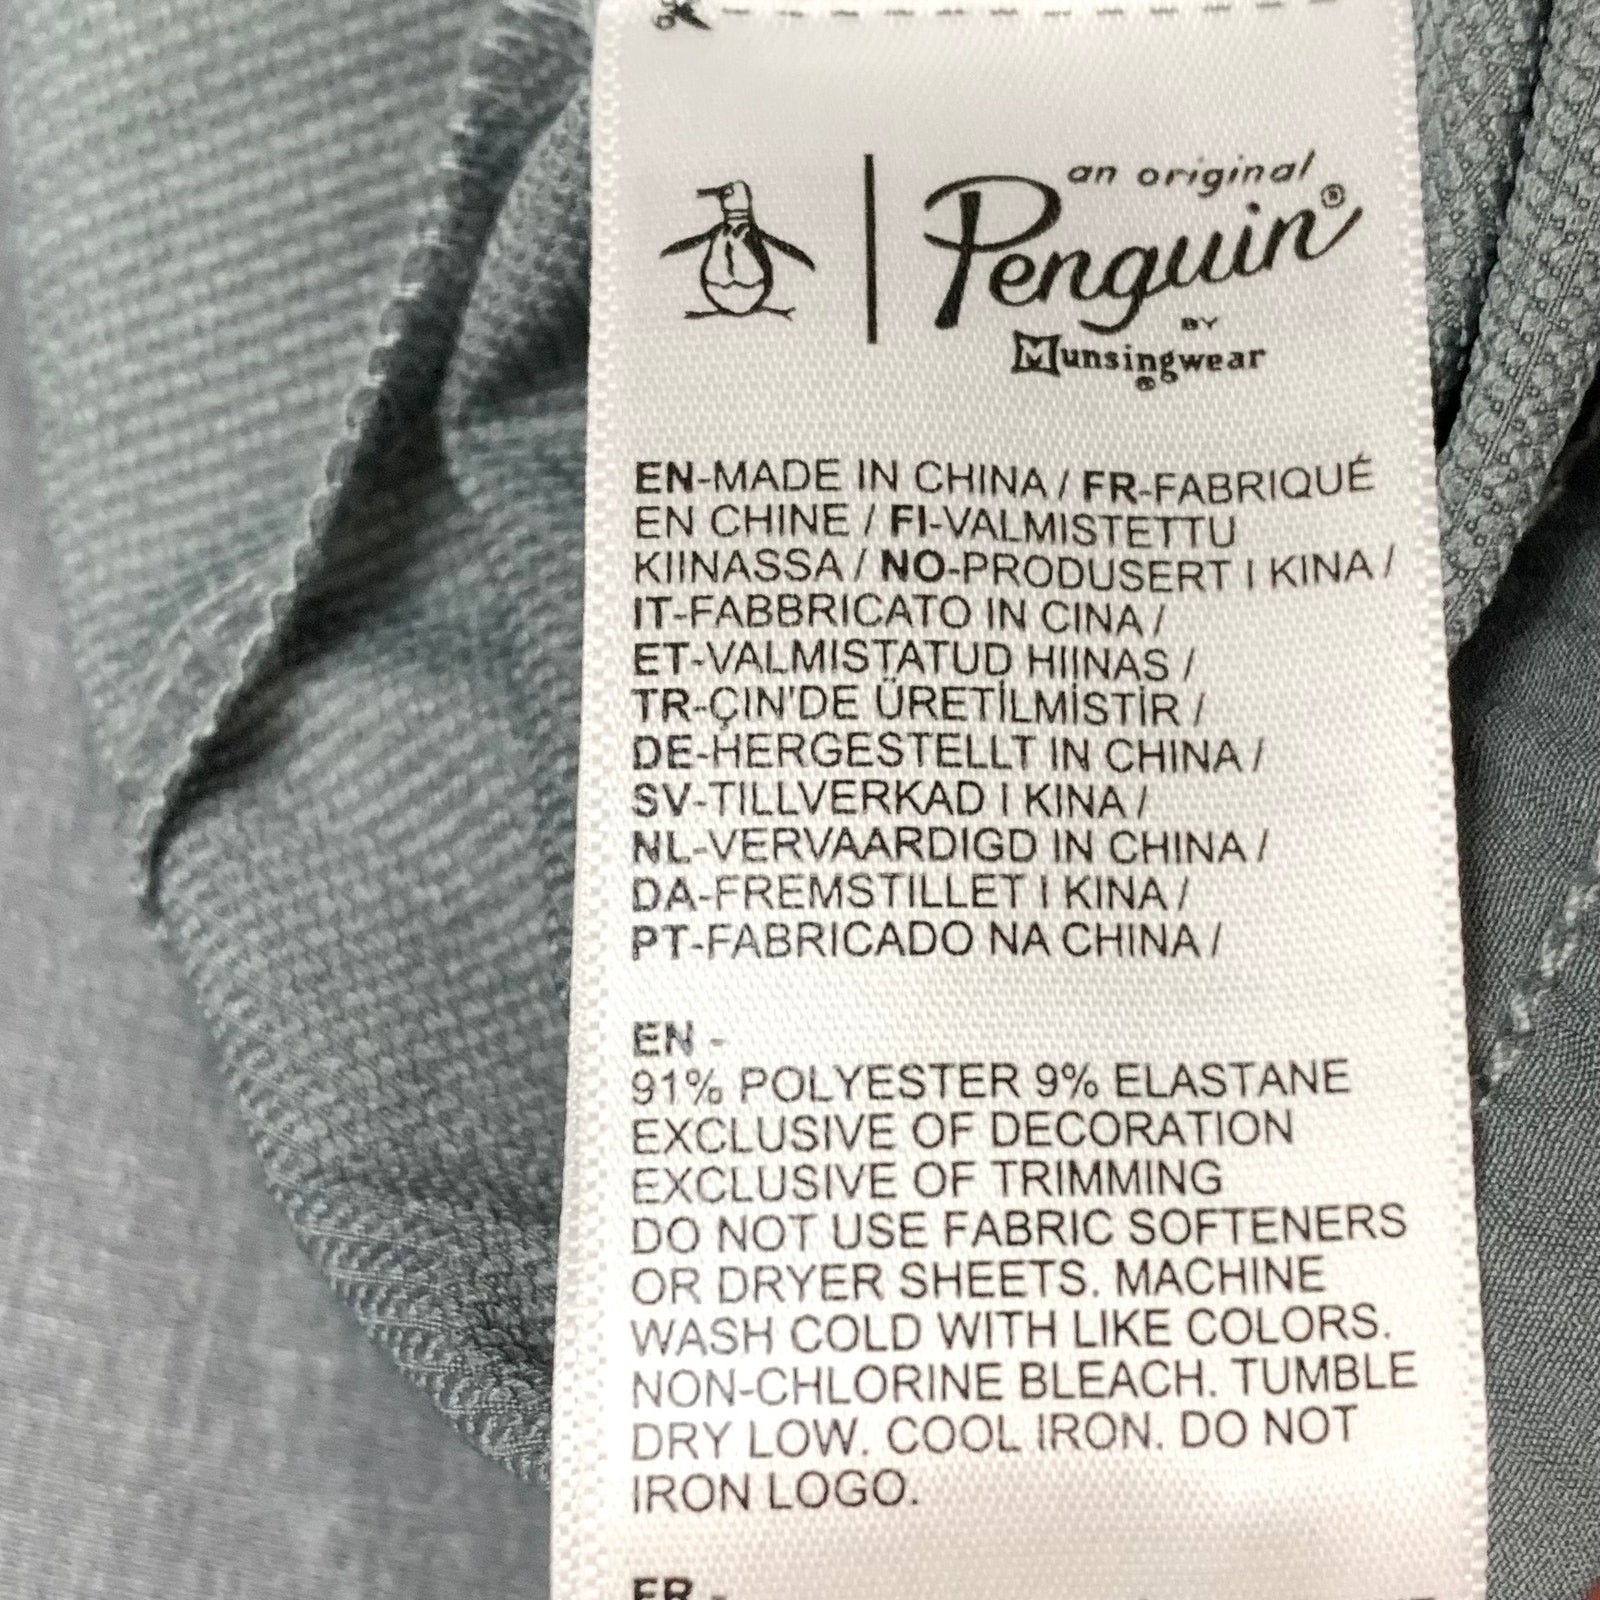 an original
Penguin®
BY
Munsingwear
®
EN-MADE IN CHINA / FR-FABRIQUÉ
EN CHINE / FI-VALMISTETTU
KIINASSA / NO-PRODUSERT I KINA /
IT-FABBRICATO IN CINA /
ET-VALMISTATUD HIINAS /
TR-ÇIN'DE ÜRETİLMİSTİR /
DE-HERGESTELLT IN CHINA /
SV-TILLVERKAD I KINA /
NL-VERVAARDIGD IN CHINA /
DA-FREMSTILLET I KINA /
PT-FABRICADO NA CHINA /
EN -
91% POLYESTER 9% ELASTANE
EXCLUSIVE OF DECORATION
EXCLUSIVE OF TRIMMING
DO NOT USE FABRIC SOFTENERS
OR DRYER SHEETS. MACHINE
WASH COLD WITH LIKE COLORS.
NON-CHLORINE BLEACH. TUMBLE
DRY LOW. COOL IRON. DO NOT
IRON LOGO.
FR -